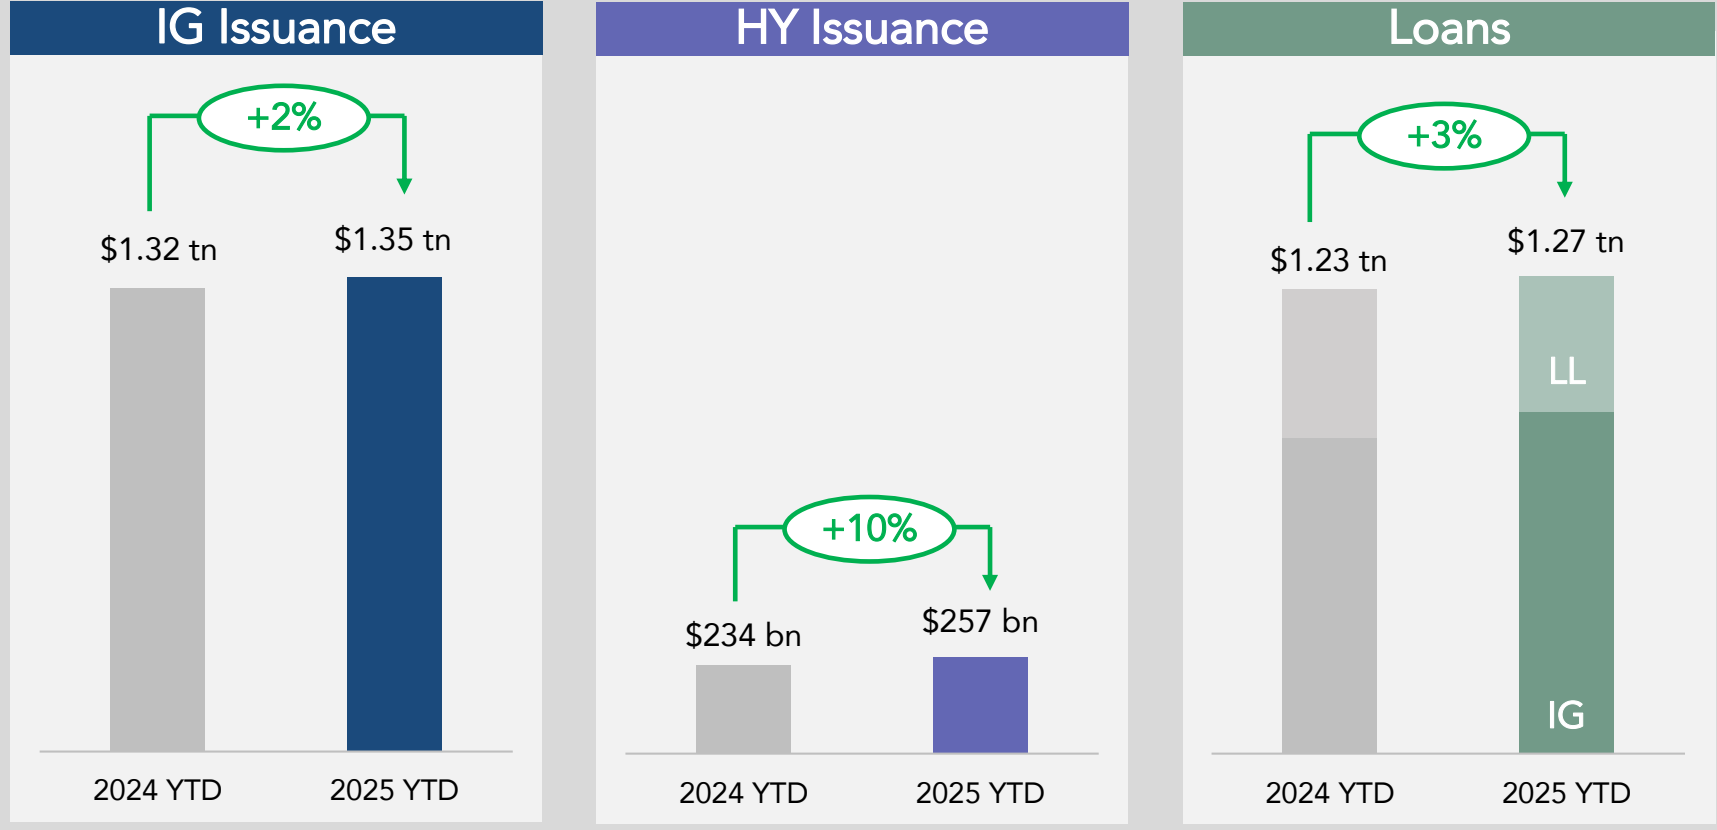 IG Issuance
+2%
$1.32 tn
$1.35 tn
2024 YTD
2025 YTD
HY Issuance
+10%
$234 bn
$257 bn
2024 YTD
2025 YTD
Loans
+3%
$1.23 tn
$1.27 tn
LL
IG
2024 YTD
2025 YTD